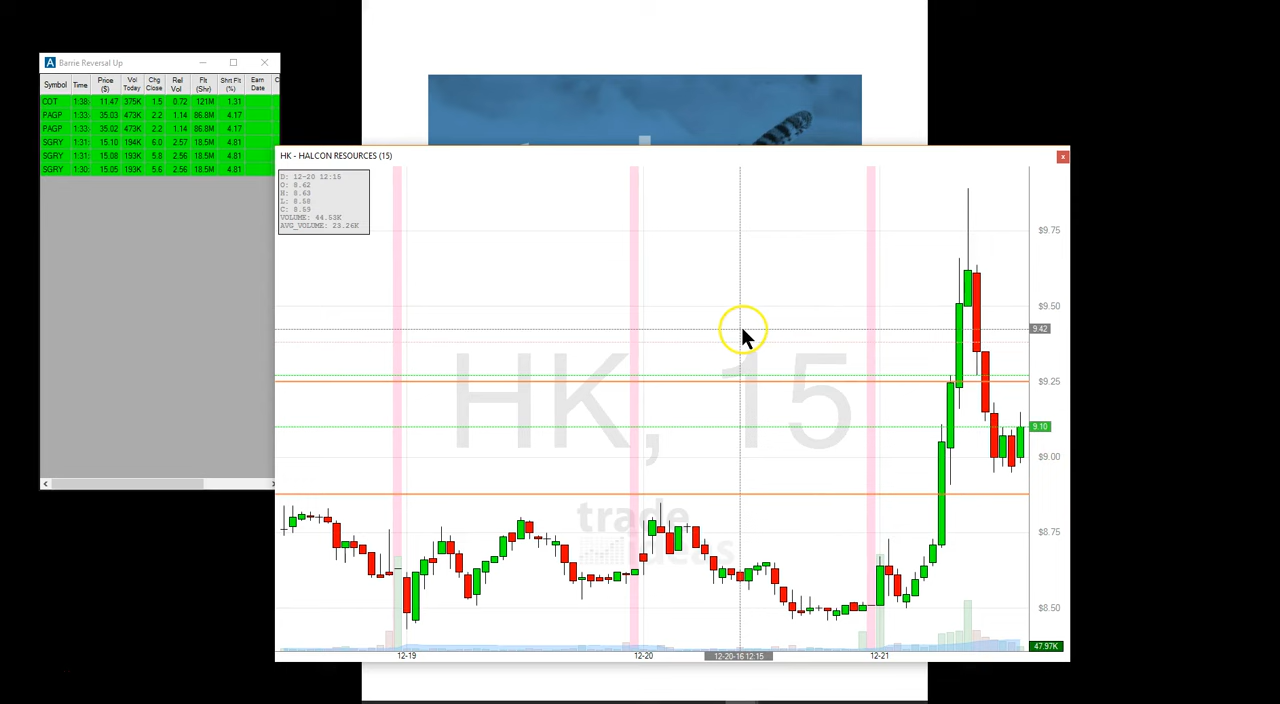 Barrie Reversal Up
Symbol Time Price ($) Vol Today Chg Close Rel Vol Flt (Shr) Shrt Flt (%) Earn Date C
COT 1:38: 11.47 375K 1.5 0.72 121M 1.31
PAGP 1:33: 35.03 473K 2.2 1.14 86.8M 4.17
PAGP 1:33: 35.02 473K 2.2 1.14 86.8M 4.17
SGRY 1:31: 15.10 194K 6.0 2.57 18.5M 4.81
SGRY 1:31: 15.08 193K 5.8 2.56 18.5M 4.81
SGRY 1:30: 15.05 193K 5.6 2.56 18.5M 4.81
HK - HALCON RESOURCES (15)
D: 12-20 12:15
O: 8.62
H: 8.63
L: 8.58
C: 8.59
VOLUME: 44.53K
AVG_VOLUME: 23.26K
$9.75
$9.50
9.42
$9.25
9.10
$9.00
$8.75
$8.50
47.97K
HK, 15
trade
ideas
12-19
12-20
12-20-16 12:15
12-21